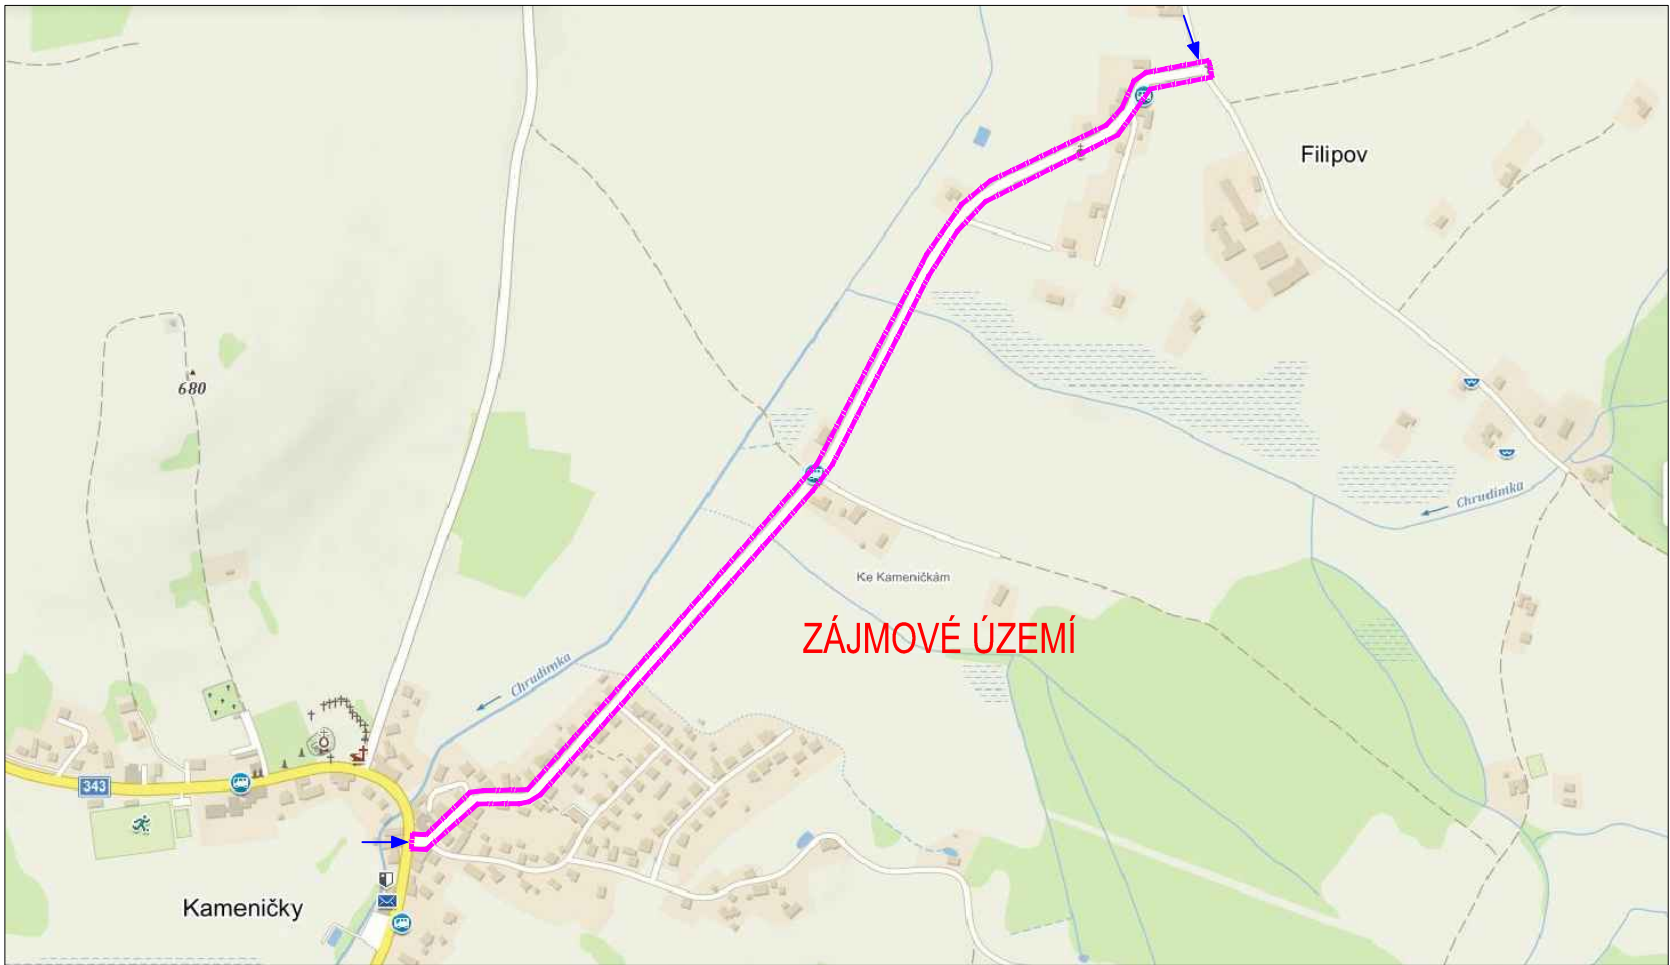 Filipov
680
Chrudimka
Ke Kameničkám
ZÁJMOVÉ ÚZEMÍ
Chrudimka
343
Kameničky